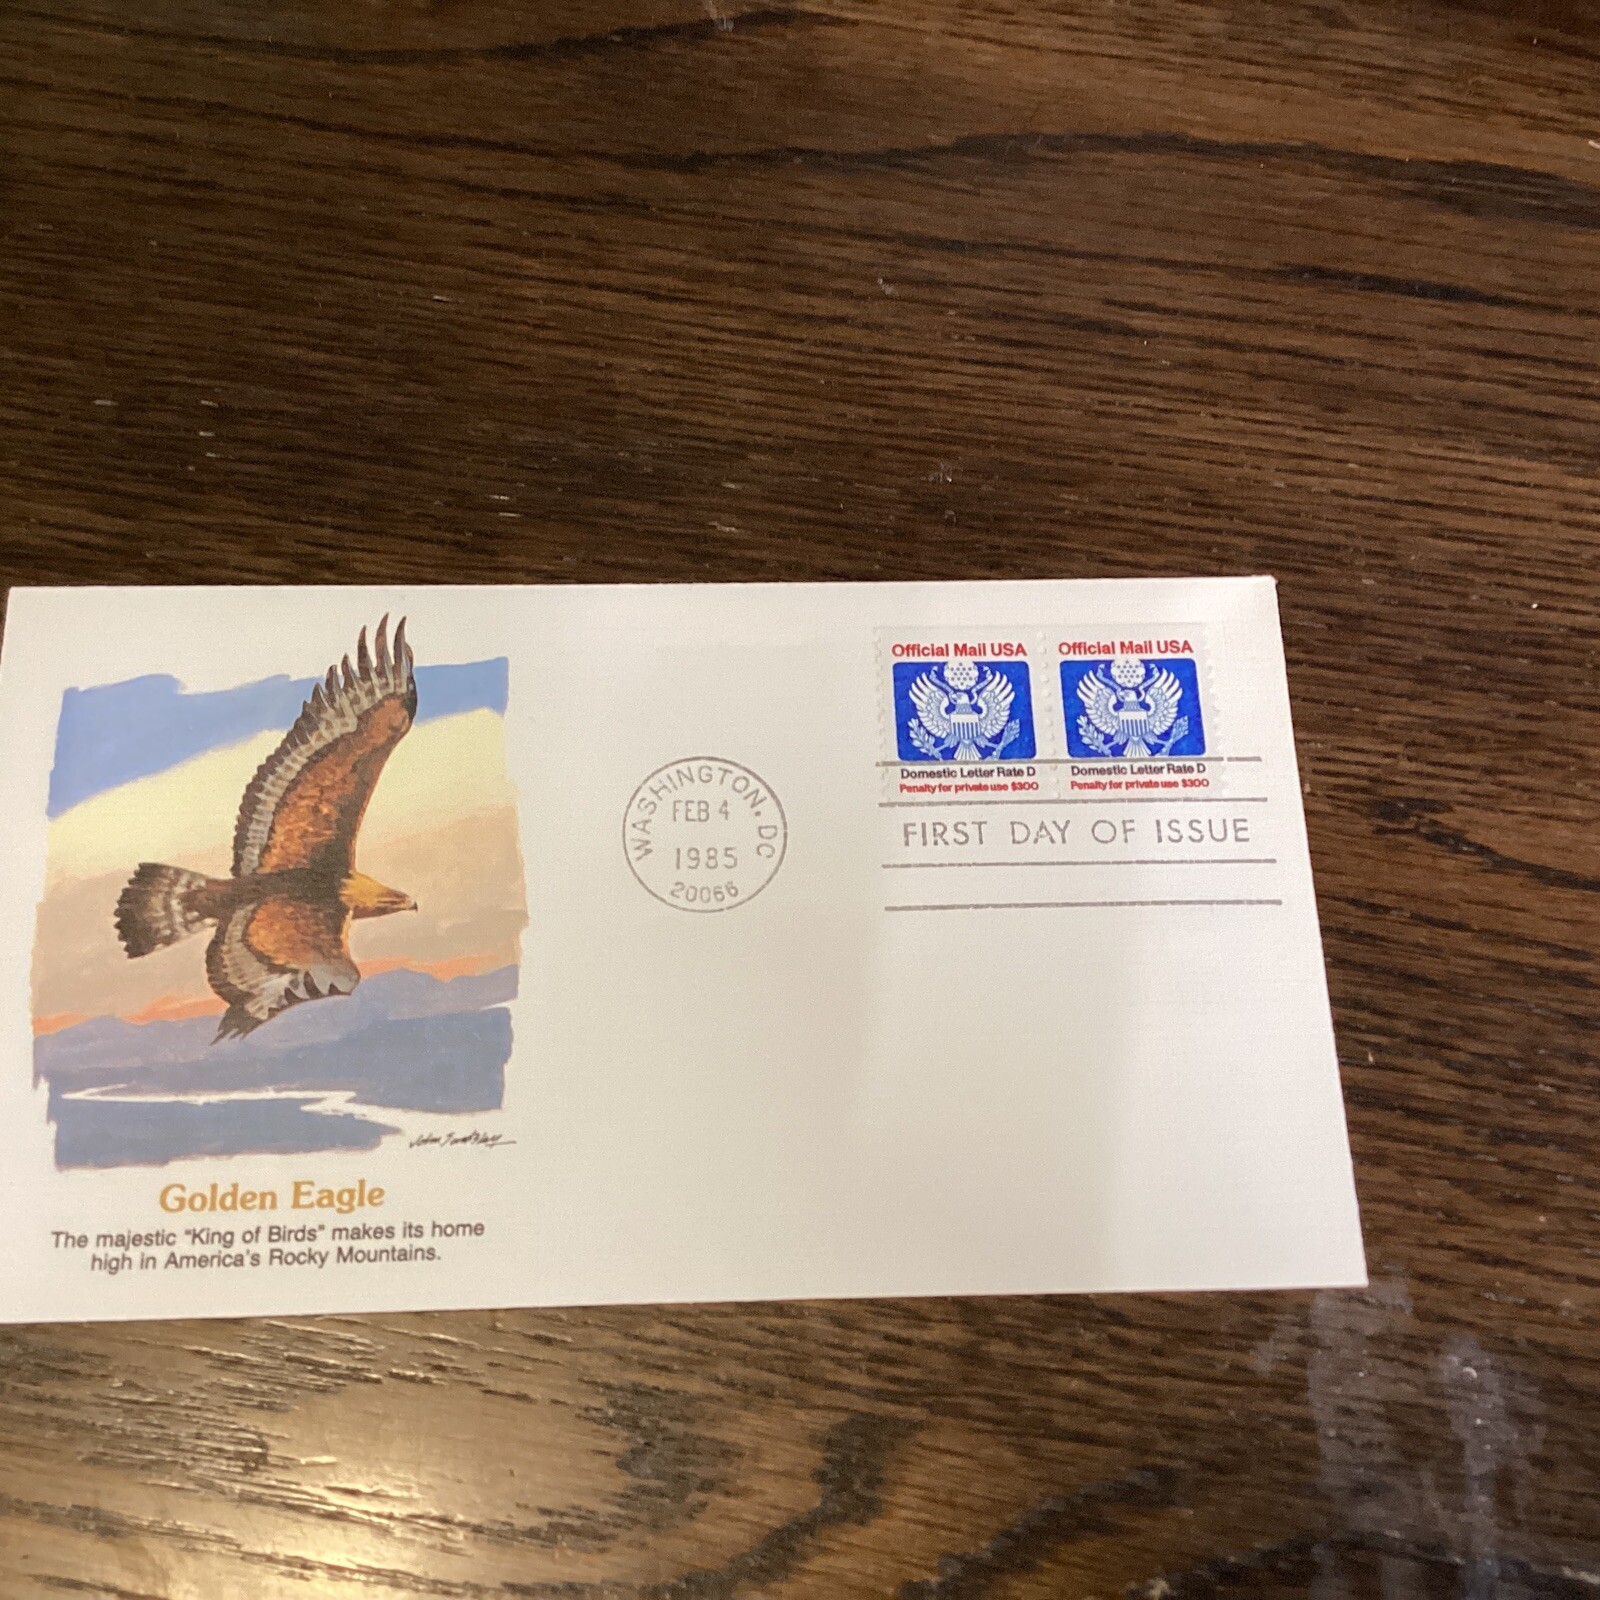 Official Mail USA
Domestic Letter Rate D
Penalty for private use $300
Official Mail USA
Domestic Letter Rate D
Penalty for private use $300
WASHINGTON, DC
FEB 4
1985
20066
FIRST DAY OF ISSUE
Golden Eagle
The majestic "King of Birds" makes its home
high in America's Rocky Mountains.